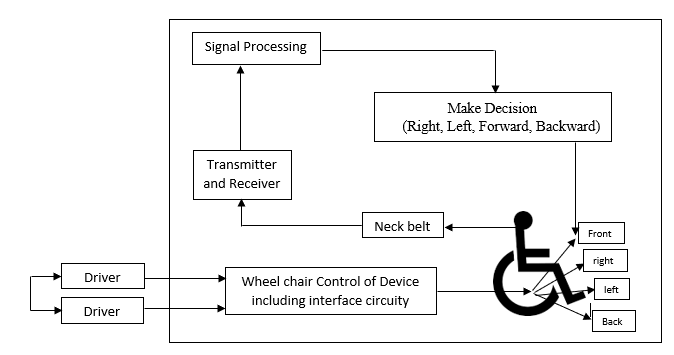 Signal Processing
Make Decision
(Right, Left, Forward, Backward)
Transmitter
and Receiver
Neck belt
Front
right
left
Back
Driver
Driver
Wheel chair Control of Device
including interface circuity